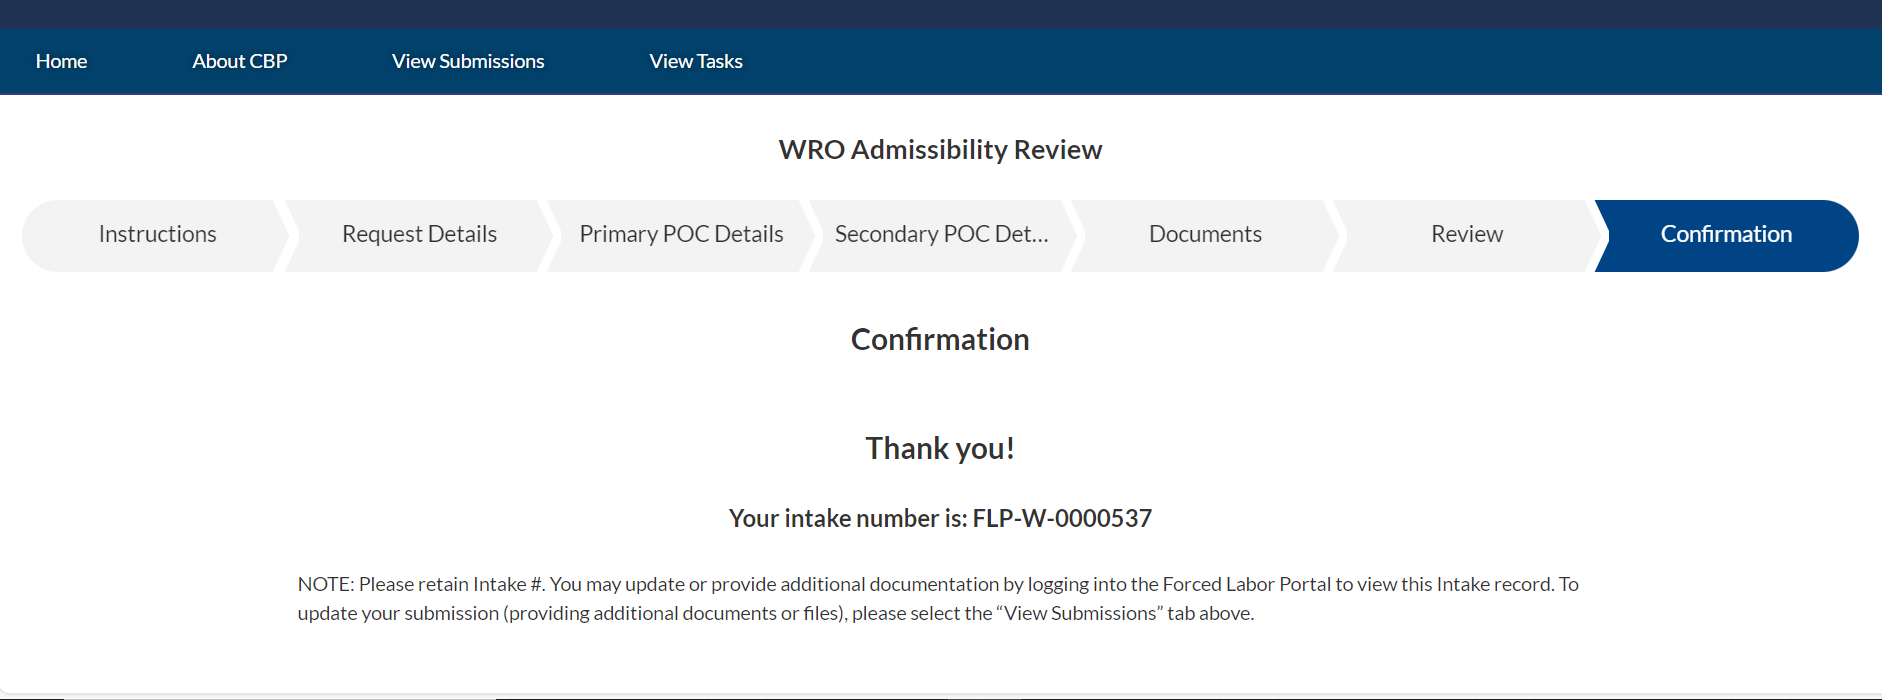 Home About CBP View Submissions View Tasks
WRO Admissibility Review
Instructions Request Details Primary POC Details Secondary POC Det... Documents Review Confirmation
Confirmation
Thank you!
Your intake number is: FLP-W-0000537
NOTE: Please retain Intake #. You may update or provide additional documentation by logging into the Forced Labor Portal to view this Intake record. To
update your submission (providing additional documents or files), please select the “View Submissions” tab above.